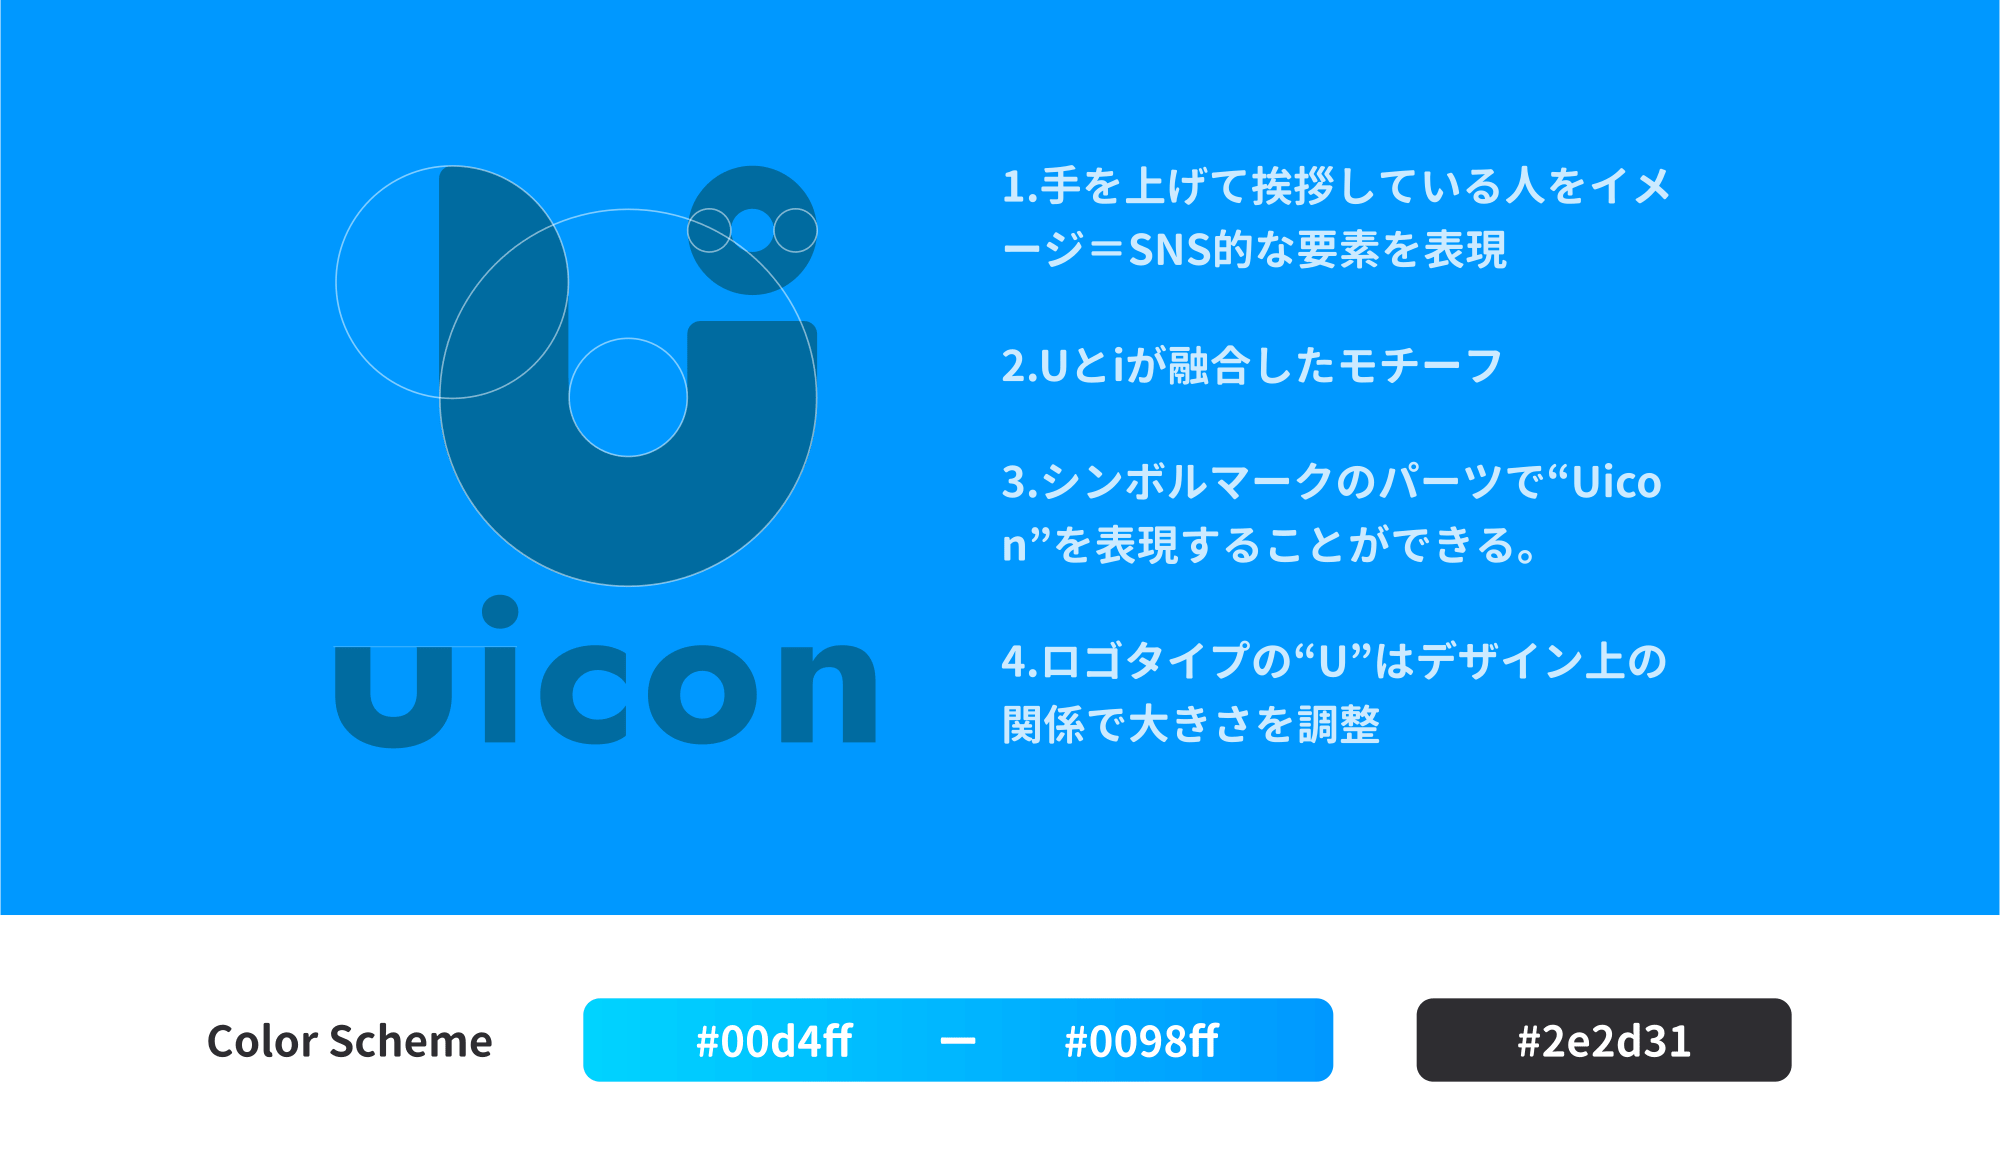 uicon
1.手を上げて挨拶している人をイメ
ージ＝SNS的な要素を表現
2.Uとiが融合したモチーフ
3.シンボルマークのパーツで“Uico
n”を表現することができる。
4.ロゴタイプの“U”はデザイン上の
関係で大きさを調整
Color Scheme
#00d4ff ー #0098ff
#2e2d31